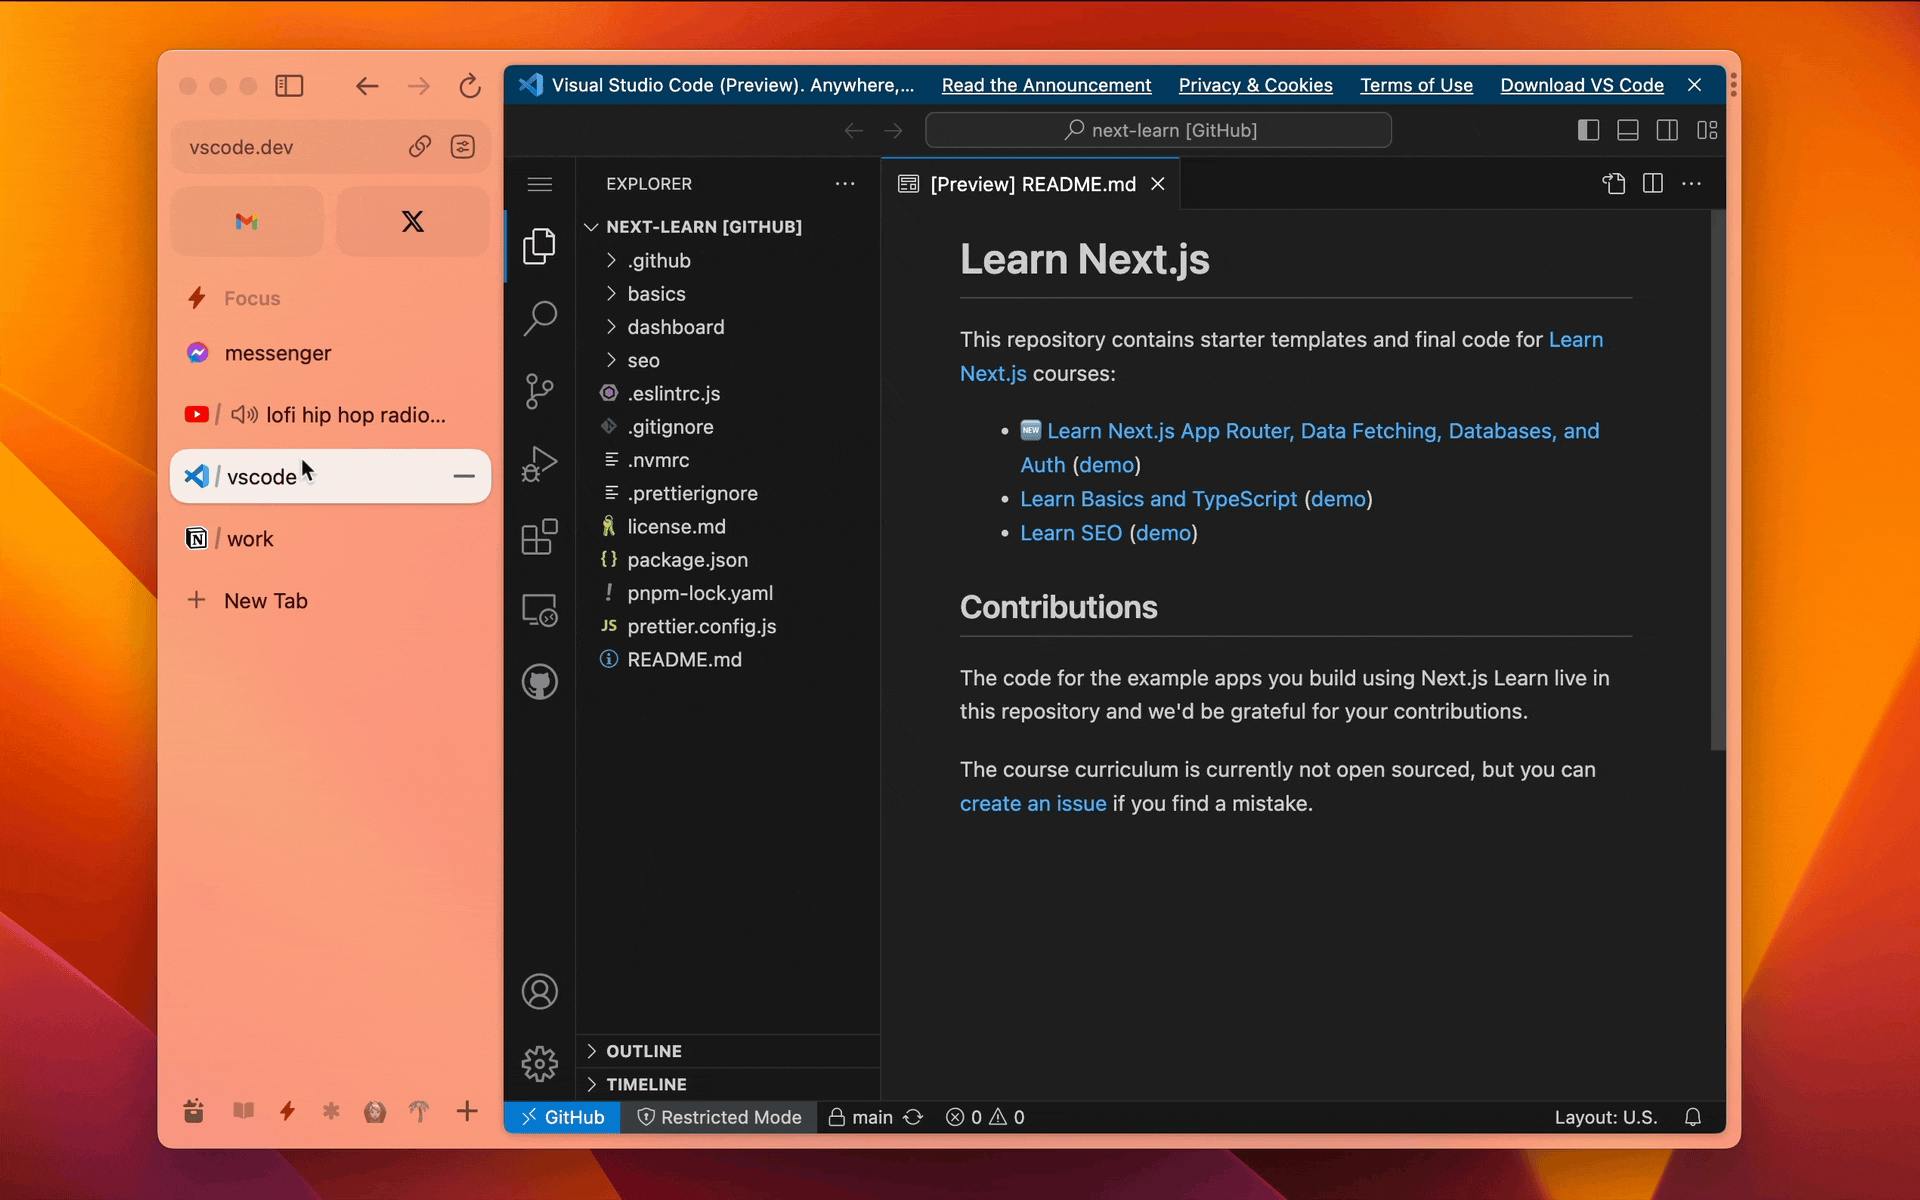 vscode.dev
Focus
messenger
/ lofi hip hop radio...
/ vscode
/ work
+ New Tab
Visual Studio Code (Preview). Anywhere,... Read the Announcement Privacy & Cookies Terms of Use Download VS Code
next-learn [GitHub]
EXPLORER
NEXT-LEARN [GITHUB]
.github
basics
dashboard
seo
.eslintrc.js
.gitignore
.nvmrc
.prettierignore
license.md
{} package.json
! pnpm-lock.yaml
JS prettier.config.js
README.md
OUTLINE
TIMELINE
[Preview] README.md
Learn Next.js
This repository contains starter templates and final code for Learn
Next.js courses:
• NEW Learn Next.js App Router, Data Fetching, Databases, and
Auth (demo)
• Learn Basics and TypeScript (demo)
• Learn SEO (demo)
Contributions
The code for the example apps you build using Next.js Learn live in
this repository and we'd be grateful for your contributions.
The course curriculum is currently not open sourced, but you can
create an issue if you find a mistake.
GitHub Restricted Mode main 0 0 Layout: U.S.